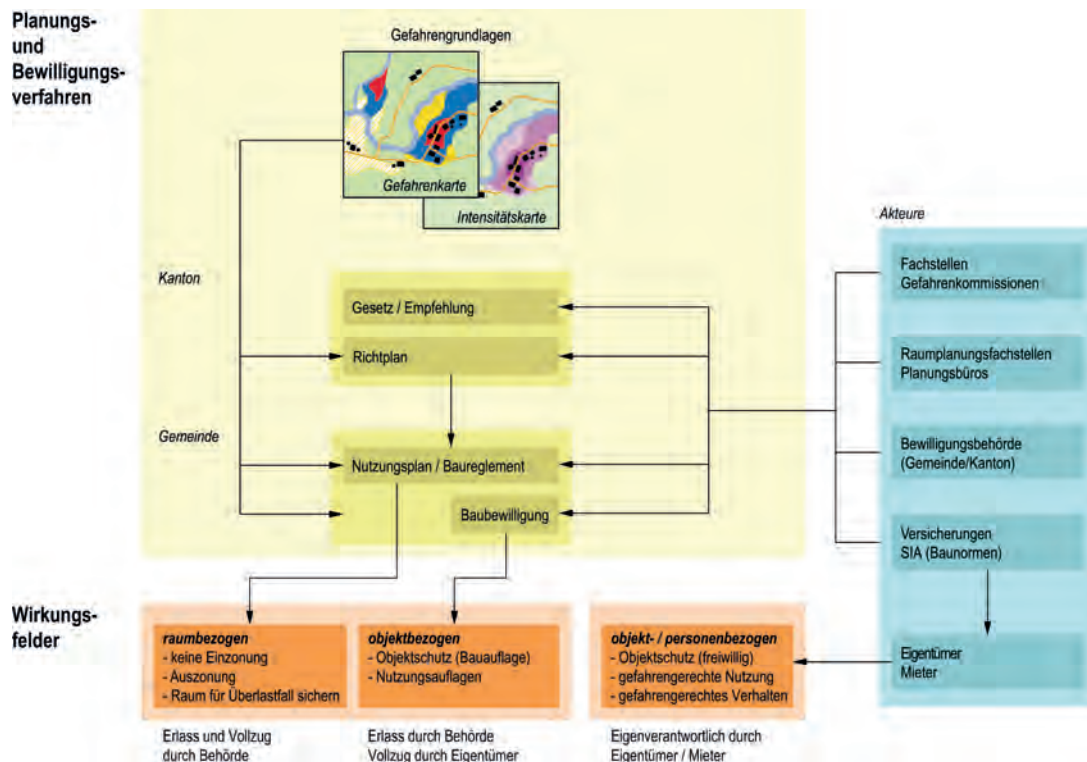 Planungs-
und
Bewilligungs-
verfahren
Gefahrengrundlagen
Gefahrenkarte
Intensitätskarte
Akteure
Kanton
Fachstellen
Gefahrenkommissionen
Gesetz / Empfehlung
Richtplan
Raumplanungsfachstellen
Planungsbüros
Gemeinde
Nutzungsplan / Baureglement
Bewilligungsbehörde
(Gemeinde/Kanton)
Baubewilligung
Versicherungen
SIA (Baunormen)
Wirkungs-
felder
raumbezogen
- keine Einzonung
- Auszonung
- Raum für Überlastfall sichern
objektbezogen
- Objektschutz (Bauauflage)
- Nutzungsauflagen
objekt- / personenbezogen
- Objektschutz (freiwillig)
- gefahrengerechte Nutzung
- gefahrengerechtes Verhalten
Eigentümer
Mieter
Erlass und Vollzug
durch Behörde
Erlass durch Behörde
Vollzug durch Eigentümer
Eigenverantwortlich durch
Eigentümer / Mieter